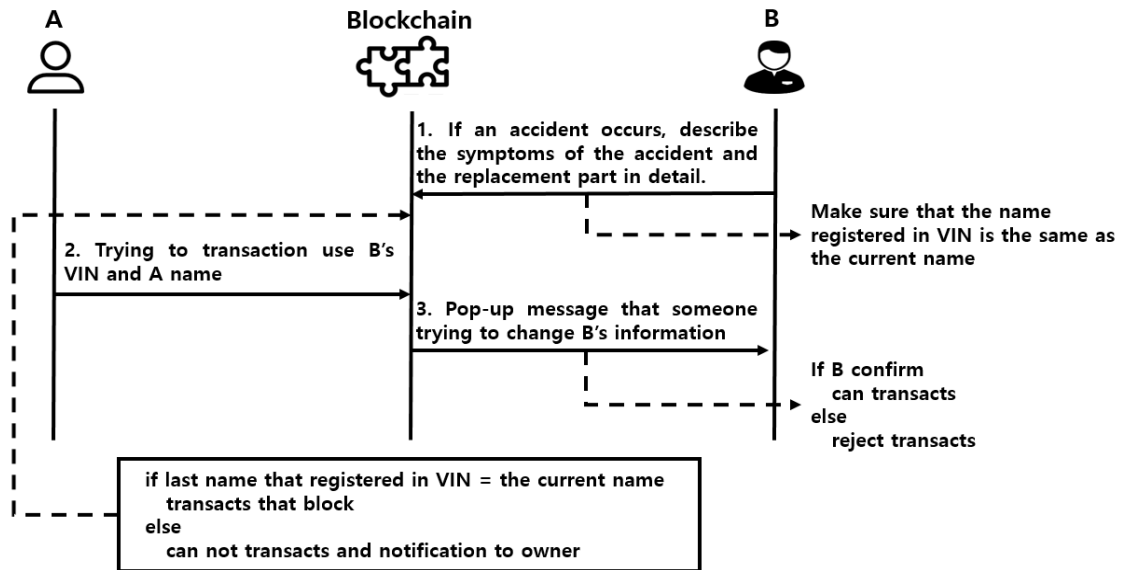 A
Blockchain
B
1. If an accident occurs, describe
the symptoms of the accident and
the replacement part in detail.
Make sure that the name
registered in VIN is the same as
the current name
2. Trying to transaction use B's
VIN and A name
3. Pop-up message that someone
trying to change B's information
If B confirm
can transacts
else
reject transacts
if last name that registered in VIN = the current name
transacts that block
else
can not transacts and notification to owner